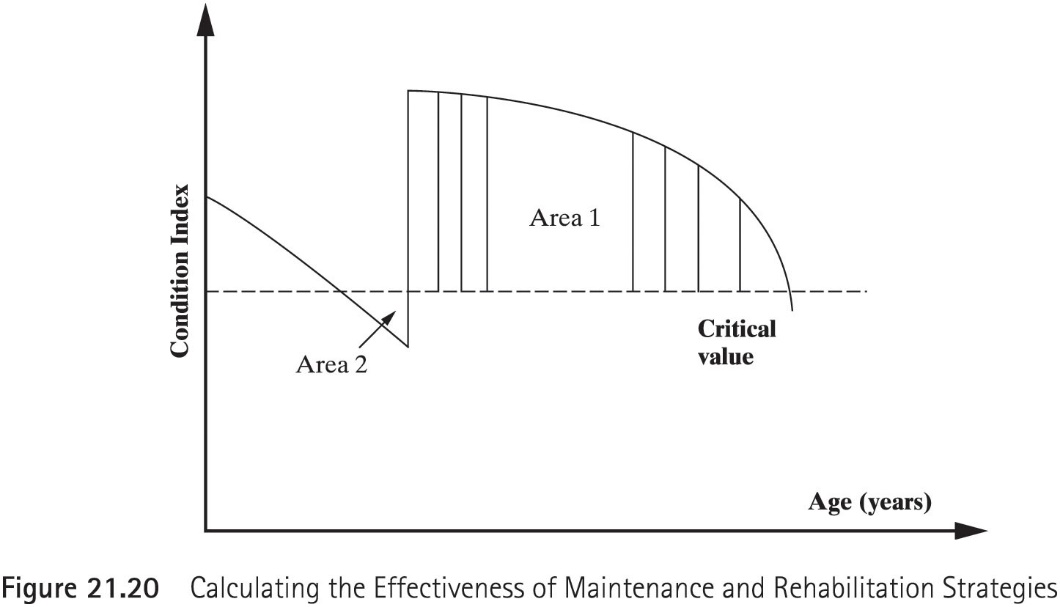 Condition Index
Area 1
Area 2
Critical
value
Age (years)
Figure 21.20 Calculating the Effectiveness of Maintenance and Rehabilitation Strategies